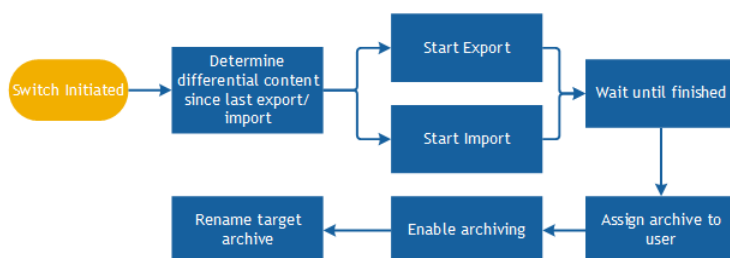 Switch Initiated
Determine
differential content
since last export/
import
Start Export
Start Import
Wait until finished
Assign archive to
user
Enable archiving
Rename target
archive